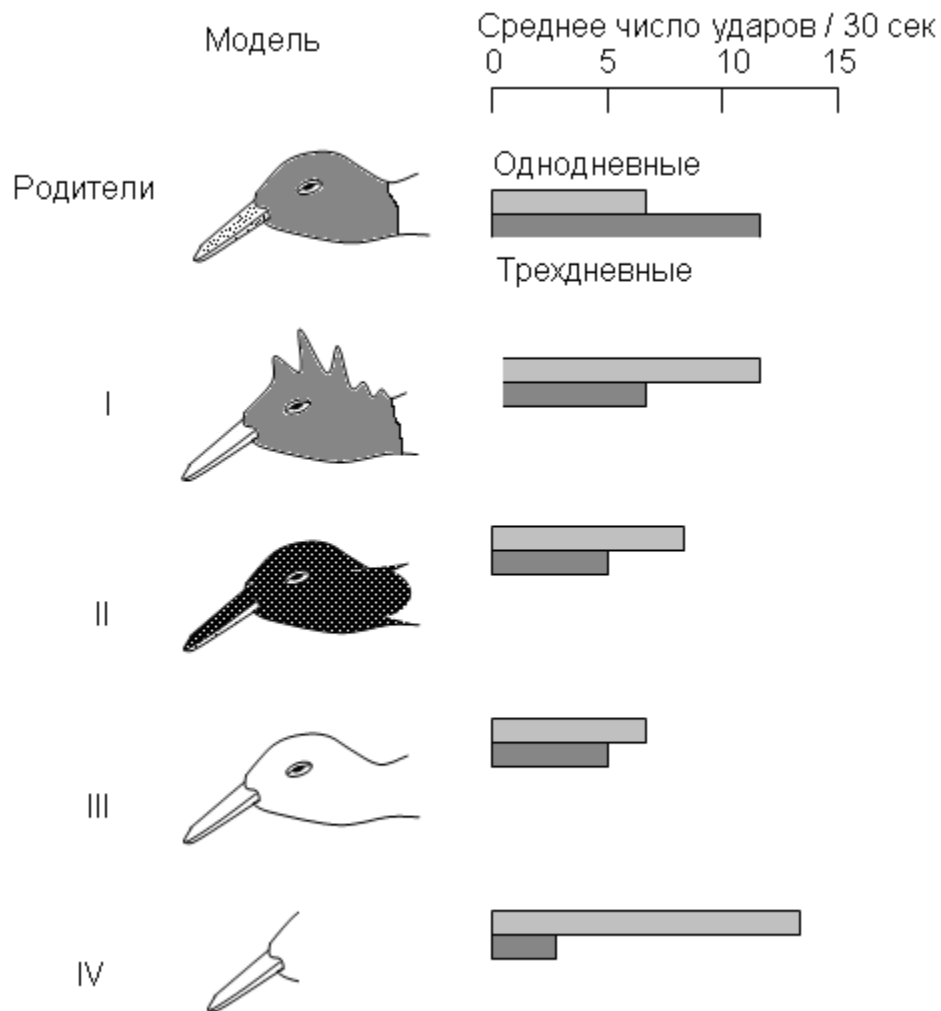 Модель
Среднее число ударов / 30 сек
0 5 10 15
Родители
Однодневные
Трехдневные
I
II
III
IV